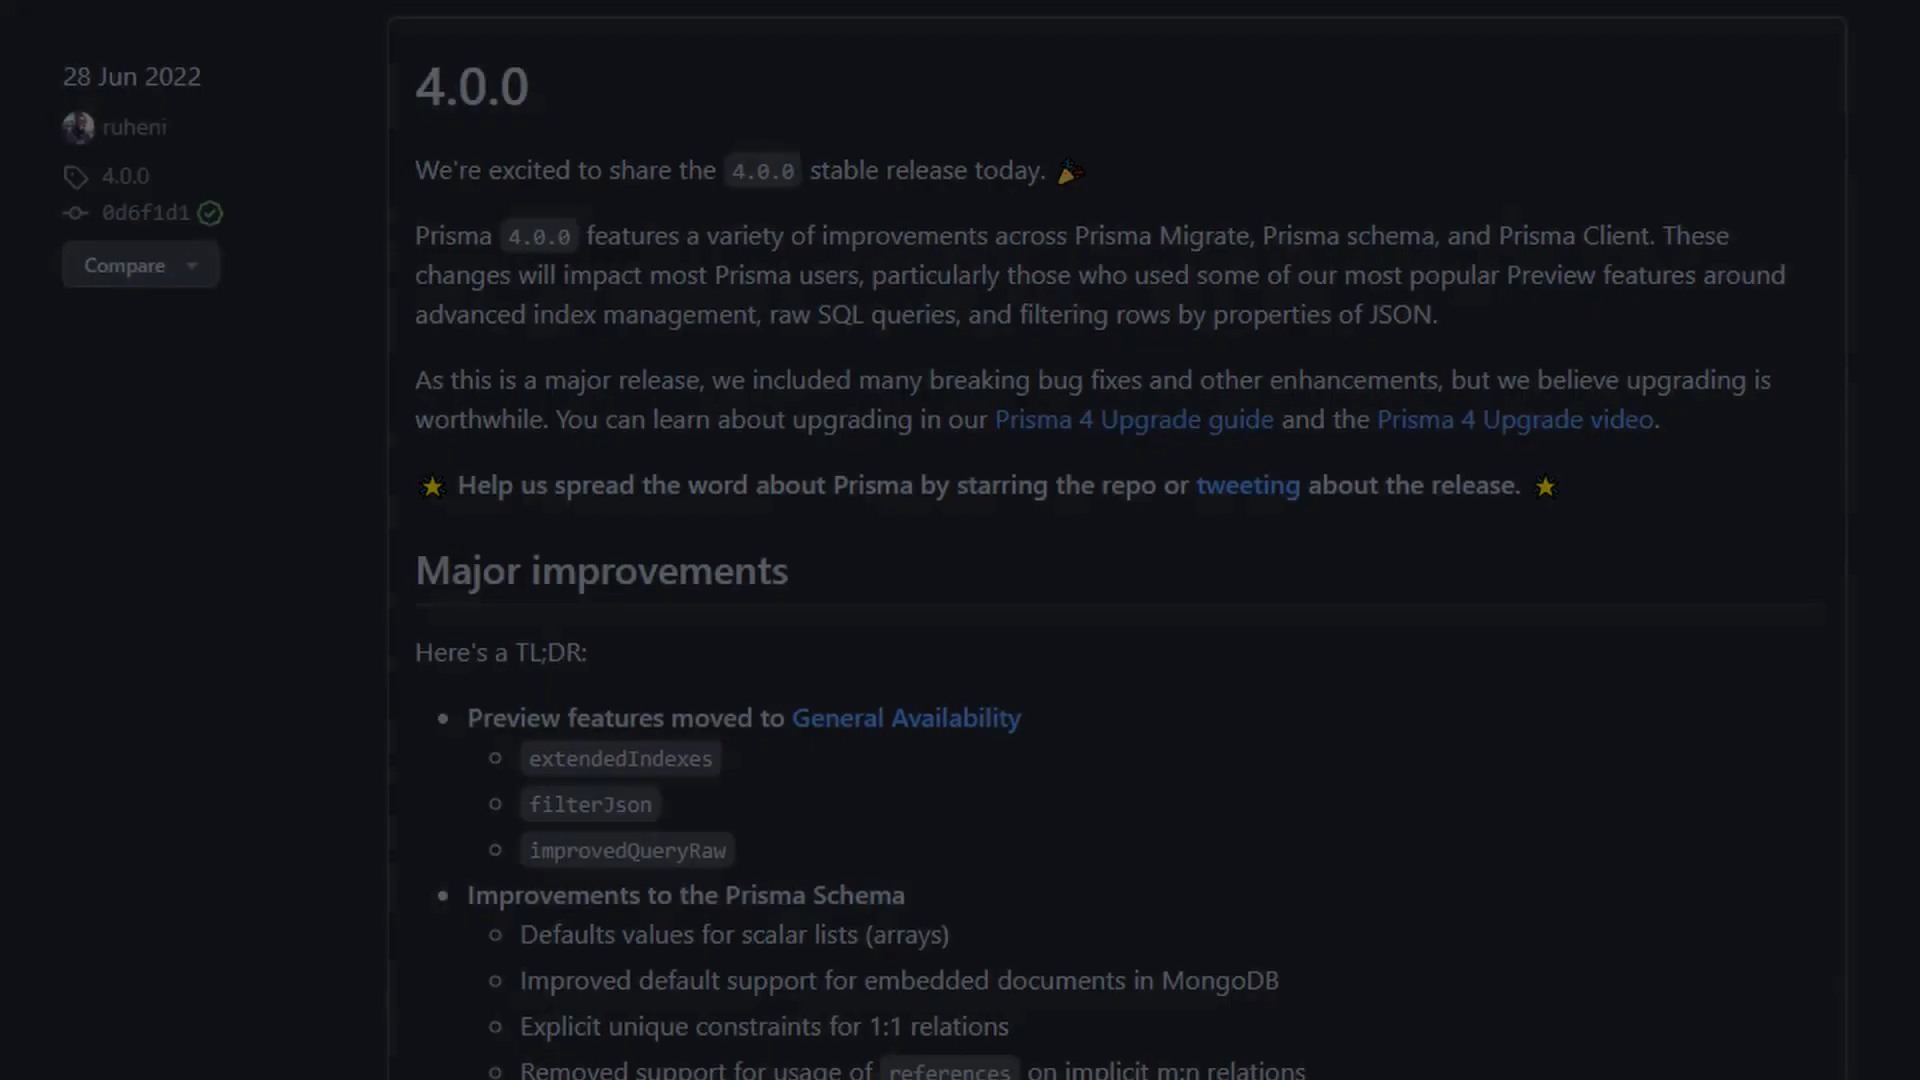 28 Jun 2022
ruheni
4.0.0
0d6f1d1
Compare
4.0.0
We're excited to share the 4.0.0 stable release today. 🎉
Prisma 4.0.0 features a variety of improvements across Prisma Migrate, Prisma schema, and Prisma Client. These
changes will impact most Prisma users, particularly those who used some of our most popular Preview features around
advanced index management, raw SQL queries, and filtering rows by properties of JSON.
As this is a major release, we included many breaking bug fixes and other enhancements, but we believe upgrading is
worthwhile. You can learn about upgrading in our Prisma 4 Upgrade guide and the Prisma 4 Upgrade video.
🌟 Help us spread the word about Prisma by starring the repo or tweeting about the release. 🌟
Major improvements
Here's a TL;DR:
• Preview features moved to General Availability
◦ extendedIndexes
◦ filterJson
◦ improvedQueryRaw
• Improvements to the Prisma Schema
◦ Defaults values for scalar lists (arrays)
◦ Improved default support for embedded documents in MongoDB
◦ Explicit unique constraints for 1:1 relations
◦ Removed support for usage of references on implicit m:n relations